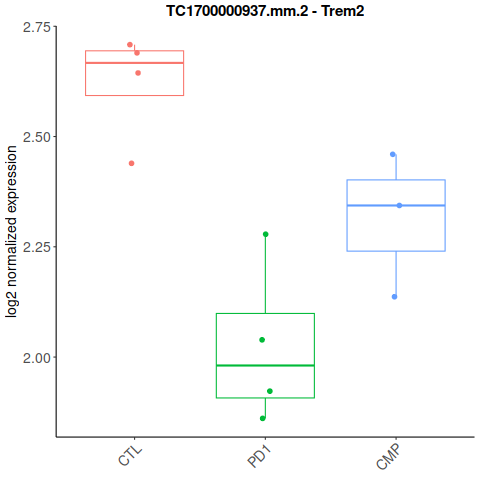 TC1700000937.mm.2 - Trem2
log2 normalized expression
2.75
2.50
2.25
2.00
CTL
PD1
CMP